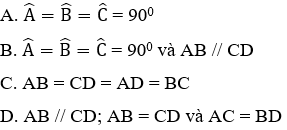 A. Â = B̂ = Ĉ = 90⁰
B. Â = B̂ = Ĉ = 90⁰ và AB // CD
C. AB = CD = AD = BC
D. AB // CD; AB = CD và AC = BD